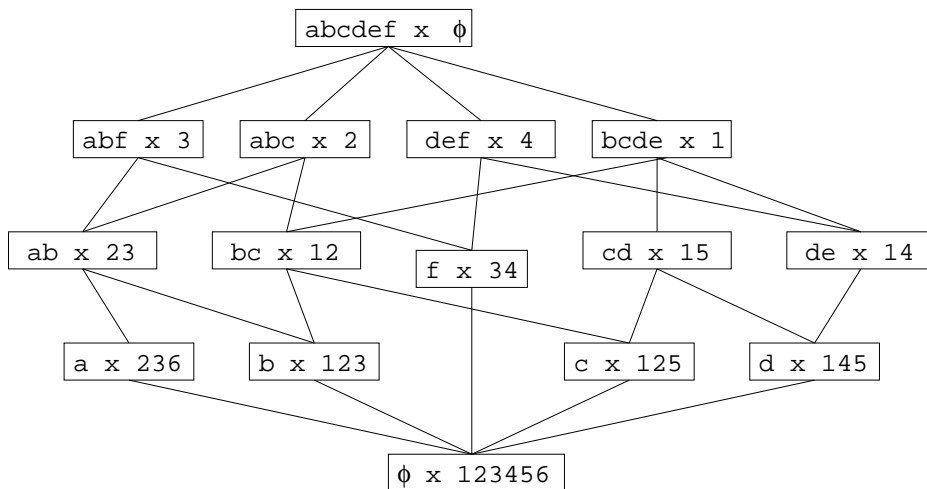 abcdef x ϕ
abf x 3
abc x 2
def x 4
bcde x 1
ab x 23
bc x 12
f x 34
cd x 15
de x 14
a x 236
b x 123
c x 125
d x 145
ϕ x 123456